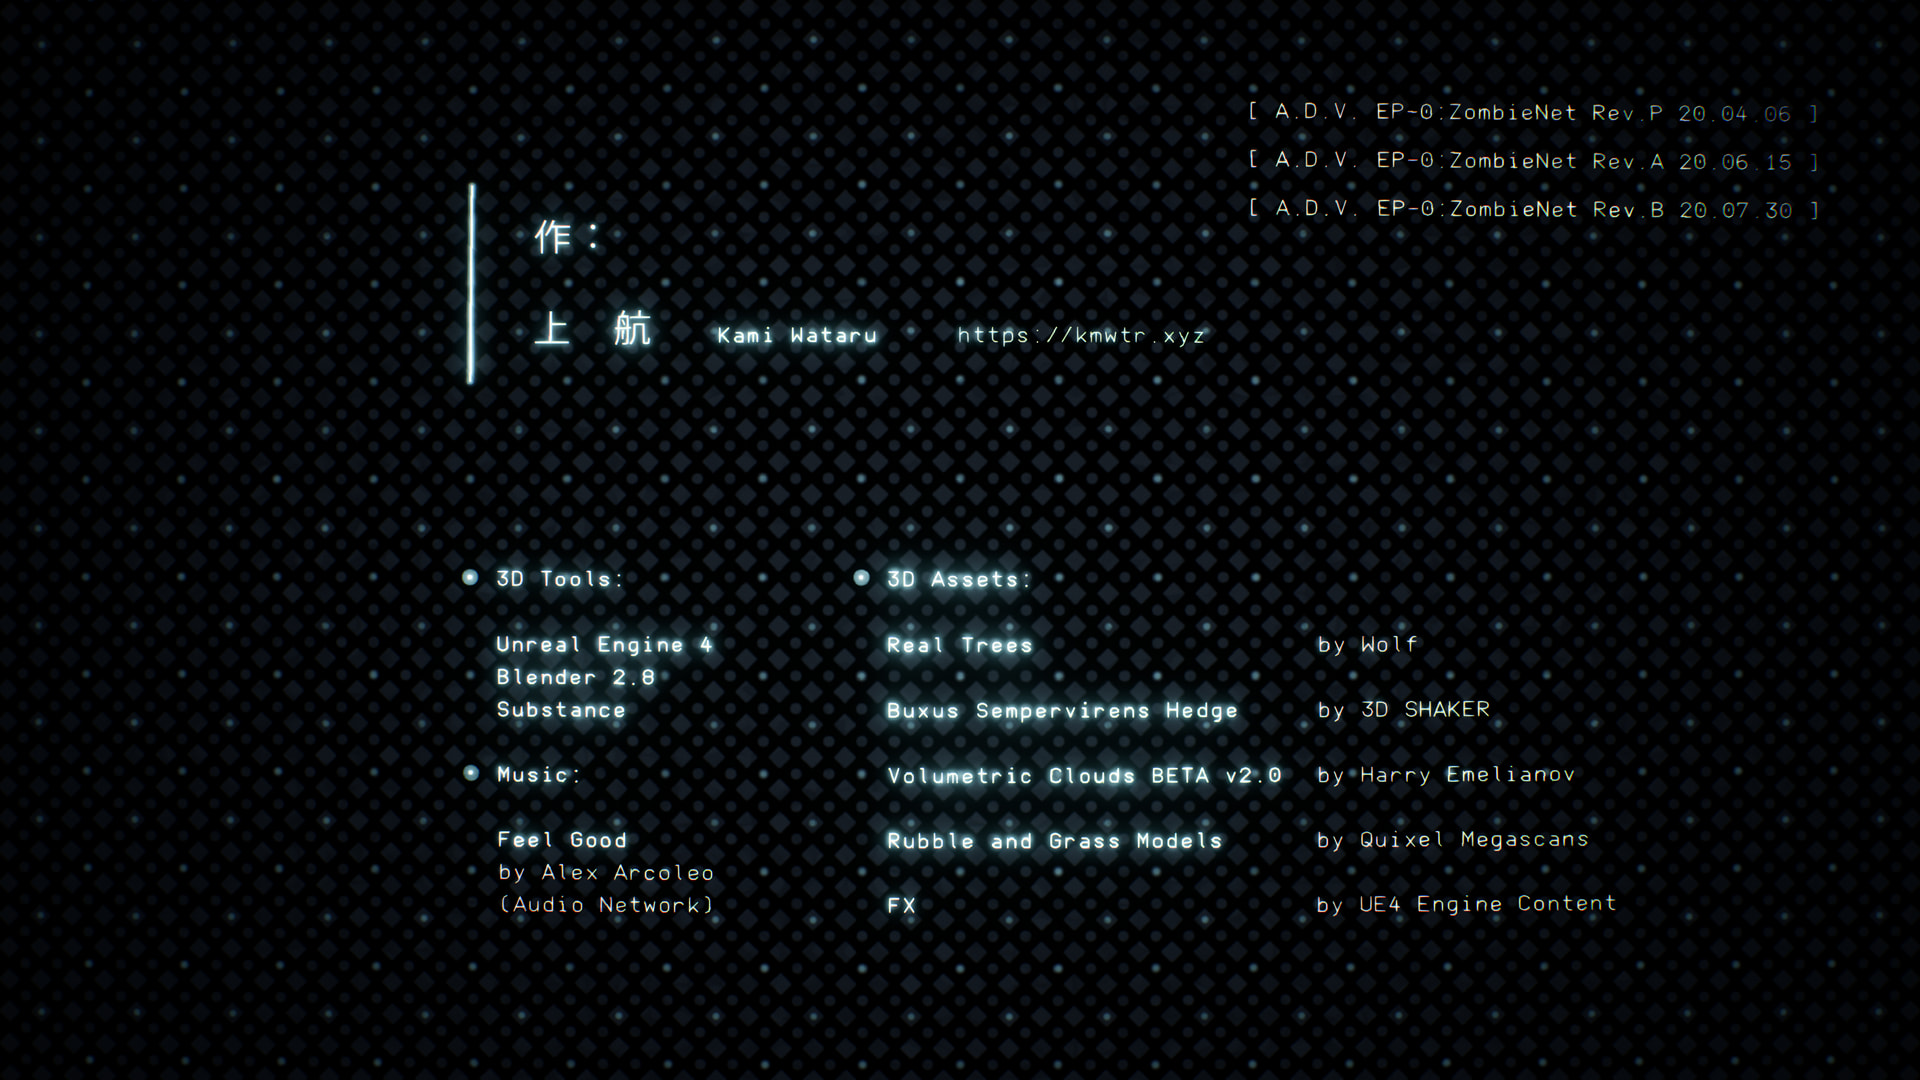 [ A.D.V. EP-0:ZombieNet Rev.P 20.04.06 ]
[ A.D.V. EP-0:ZombieNet Rev.A 20.06.15 ]
[ A.D.V. EP-0:ZombieNet Rev.B 20.07.30 ]
作：
上 航 Kami Wataru https://kmwtr.xyz
3D Tools:
Unreal Engine 4
Blender 2.8
Substance
Music:
Feel Good
by Alex Arcoleo
(Audio Network)
3D Assets:
Real Trees by Wolf
Buxus Sempervirens Hedge by 3D SHAKER
Volumetric Clouds BETA v2.0 by Harry Emelianov
Rubble and Grass Models by Quixel Megascans
FX by UE4 Engine Content